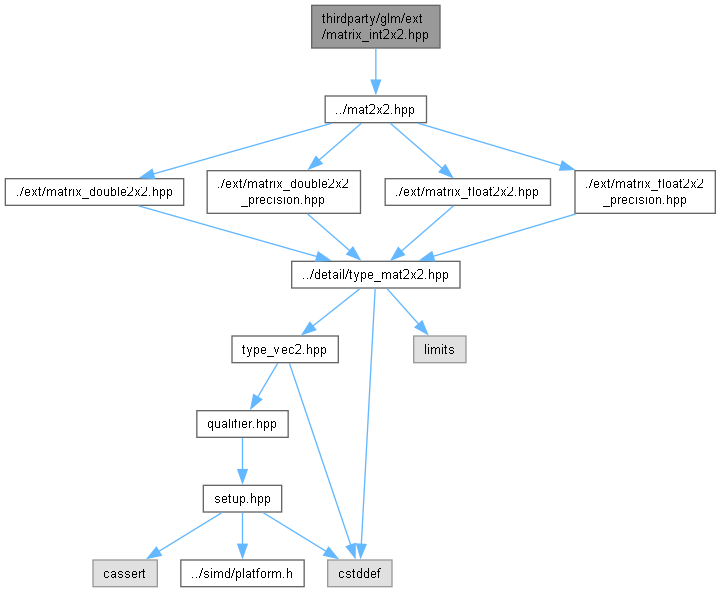 thirdparty/glm/ext
/matrix_int2x2.hpp
../mat2x2.hpp
./ext/matrix_double2x2.hpp
./ext/matrix_double2x2
_precision.hpp
./ext/matrix_float2x2.hpp
./ext/matrix_float2x2
_precision.hpp
../detail/type_mat2x2.hpp
type_vec2.hpp
limits
qualifier.hpp
setup.hpp
cassert
../simd/platform.h
cstddef